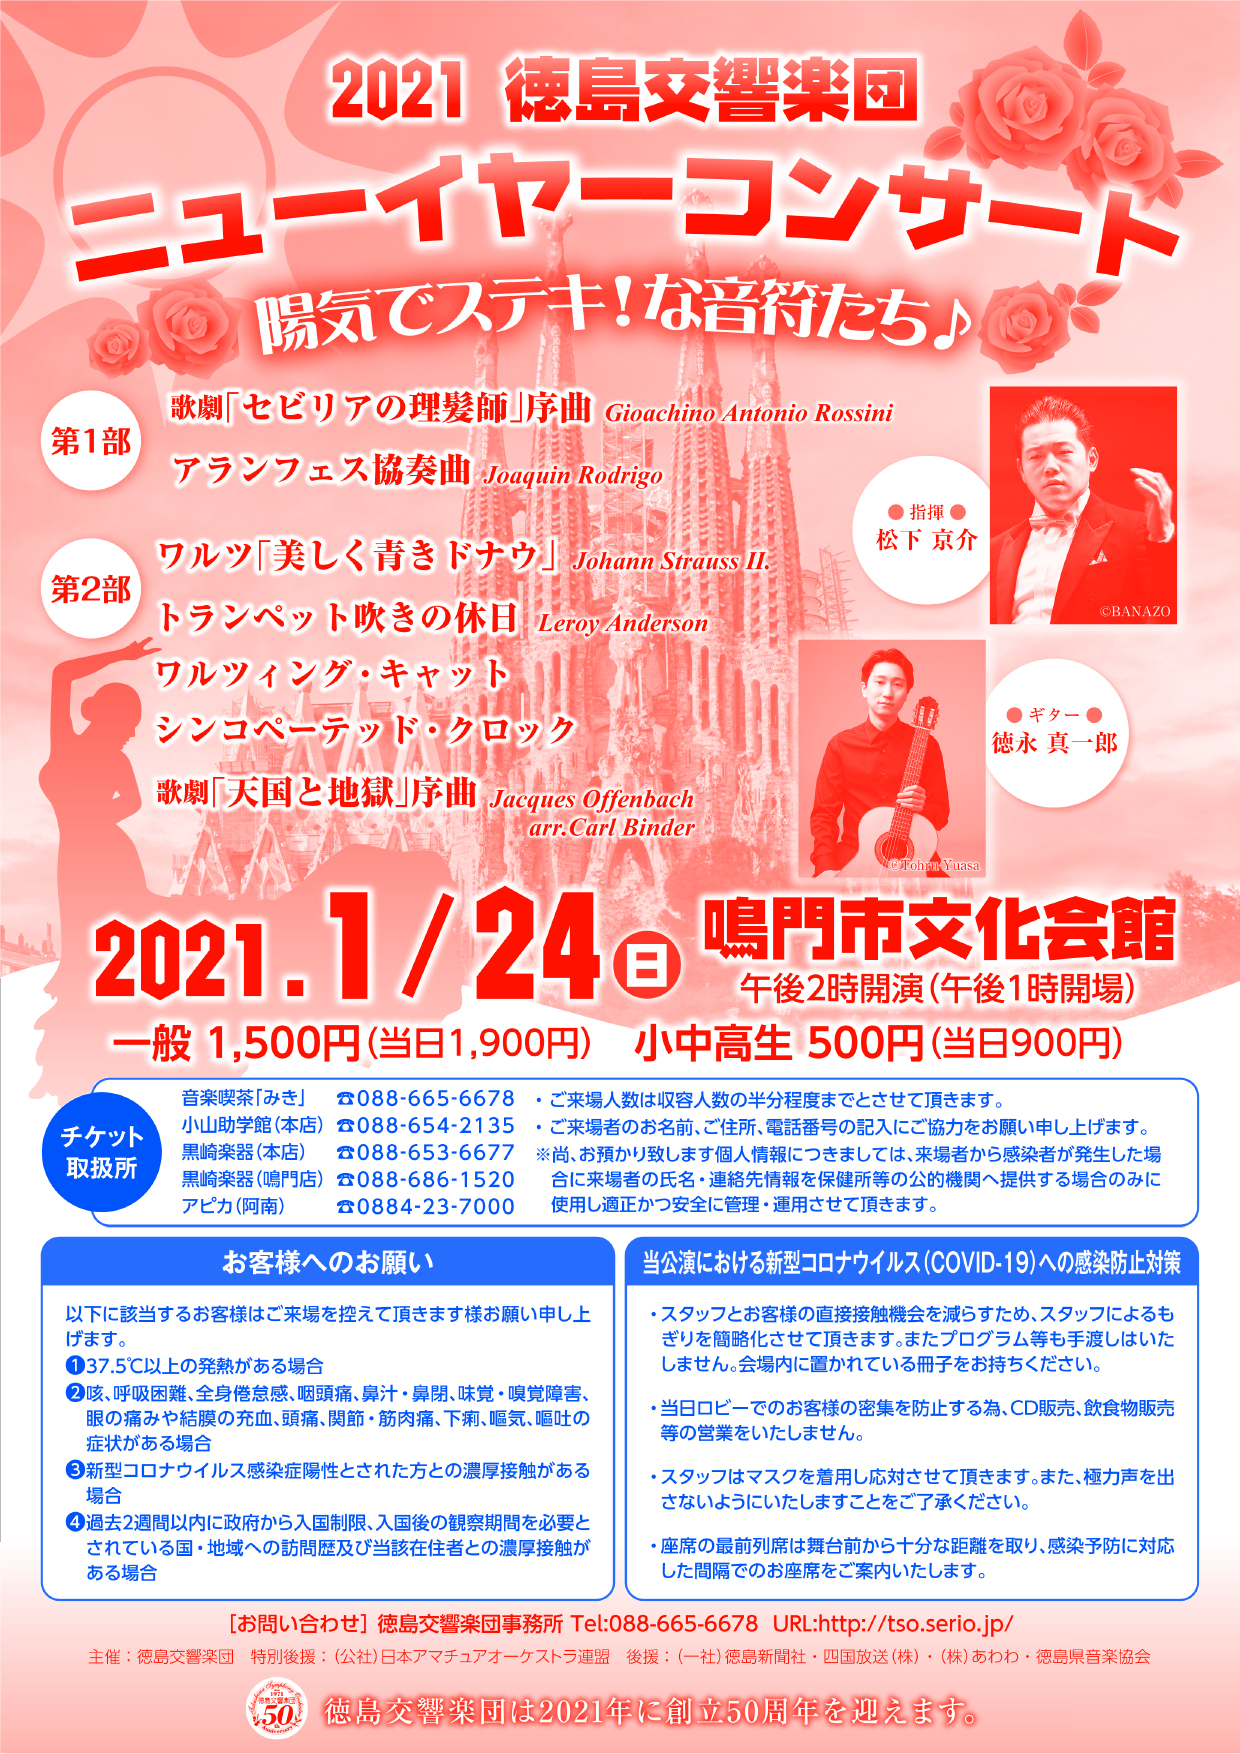 2021 徳島交響楽団
ニューイヤーコンサート
陽気でステキ!な音符たち♪
第1部
歌劇「セビリアの理髪師」序曲 Gioachino Antonio Rossini
アランフェス協奏曲 Joaquin Rodrigo
●指揮●
松下 京介
©BANAZO
第2部
ワルツ「美しく青きドナウ」 Johann Strauss II.
トランペット吹きの休日 Leroy Anderson
ワルツィング・キャット
シンコペーテッド・クロック
歌劇「天国と地獄」序曲 Jacques Offenbach
arr.Carl Binder
●ギター●
徳永 真一郎
©Tohru Yuasa
2021.1/24日 鳴門市文化会館
午後2時開演(午後1時開場)
一般 1,500円(当日1,900円) 小中高生 500円(当日900円)
チケット
取扱所
音楽喫茶「みき」 ☎088-665-6678
小山助学館(本店) ☎088-654-2135
黒崎楽器(本店) ☎088-653-6677
黒崎楽器(鳴門店) ☎088-686-1520
アピカ(阿南) ☎0884-23-7000
・ご来場人数は収容人数の半分程度までとさせて頂きます。
・ご来場者のお名前、ご住所、電話番号の記入にご協力をお願い申し上げます。
※尚、お預かり致します個人情報につきましては、来場者から感染者が発生した場
合に来場者の氏名・連絡先情報を保健所等の公的機関へ提供する場合のみに
使用し適正かつ安全に管理・運用させて頂きます。
お客様へのお願い
以下に該当するお客様はご来場を控えて頂きます様お願い申し上
げます。
❶37.5℃以上の発熱がある場合
❷咳、呼吸困難、全身倦怠感、咽頭痛、鼻汁・鼻閉、味覚・嗅覚障害、
眼の痛みや結膜の充血、頭痛、関節・筋肉痛、下痢、嘔気、嘔吐の
症状がある場合
❸新型コロナウイルス感染症陽性とされた方との濃厚接触がある
場合
❹過去2週間以内に政府から入国制限、入国後の観察期間を必要と
されている国・地域への訪問歴及び当該在住者との濃厚接触が
ある場合
当公演における新型コロナウイルス(COVID-19)への感染防止対策
・スタッフとお客様の直接接触機会を減らすため、スタッフによるも
ぎりを簡略化させて頂きます。またプログラム等も手渡しはいた
しません。会場内に置かれている冊子をお持ちください。
・当日ロビーでのお客様の密集を防止する為、CD販売、飲食物販売
等の営業をいたしません。
・スタッフはマスクを着用し応対させて頂きます。また、極力声を出
さないようにいたしますことをご了承ください。
・座席の最前列席は舞台前から十分な距離を取り、感染予防に対応
した間隔でのお座席をご案内いたします。
[お問い合わせ] 徳島交響楽団事務所 Tel:088-665-6678 URL:http://tso.serio.jp/
主催：徳島交響楽団 特別後援：(公社)日本アマチュアオーケストラ連盟 後援：(一社)徳島新聞社・四国放送(株)・(株)あわわ・徳島県音楽協会
1971
徳島交響楽団
50
徳島交響楽団は2021年に創立50周年を迎えます。